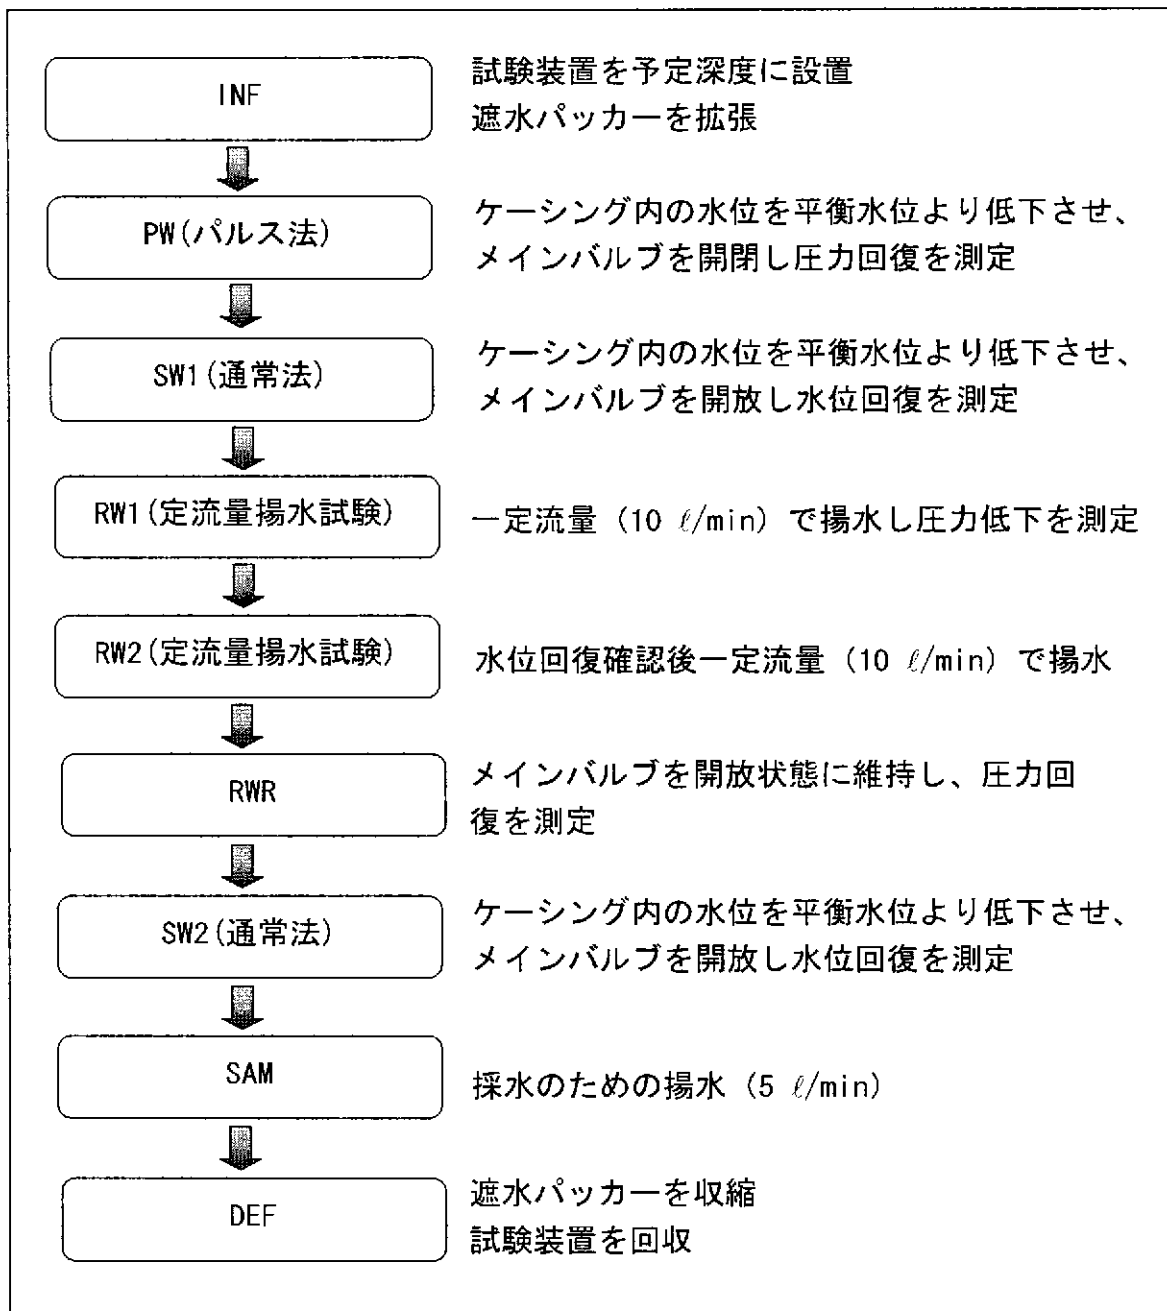 INF
試験装置を予定深度に設置
遮水パッカーを拡張
PW(パルス法)
ケーシング内の水位を平衡水位より低下させ、
メインバルブを開閉し圧力回復を測定
SW1(通常法)
ケーシング内の水位を平衡水位より低下させ、
メインバルブを開放し水位回復を測定
RW1(定流量揚水試験)
一定流量(10 ℓ/min)で揚水し圧力低下を測定
RW2(定流量揚水試験)
水位回復確認後一定流量(10 ℓ/min)で揚水
RWR
メインバルブを開放状態に維持し、圧力回
復を測定
SW2(通常法)
ケーシング内の水位を平衡水位より低下させ、
メインバルブを開放し水位回復を測定
SAM
採水のための揚水(5 ℓ/min)
DEF
遮水パッカーを収縮
試験装置を回収